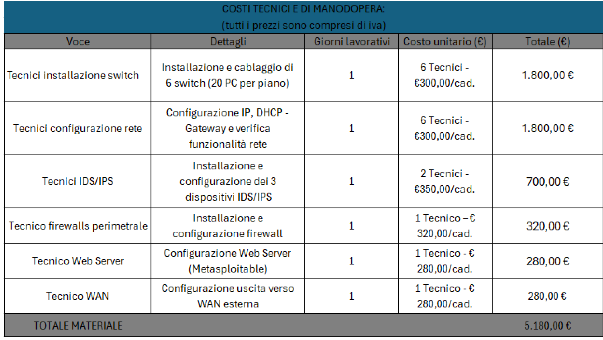 COSTI TECNICI E DI MANODOPERA:
(tutti i prezzi sono compresi di iva)
Voce Dettagli Giorni lavorativi Costo unitario (€) Totale (€)
Tecnici installazione switch
Installazione e cablaggio di
6 switch (20 PC per piano)
1
6 Tecnici -
€300,00/cad.
1.800,00 €
Tecnici configurazione rete
Configurazione IP, DHCP -
Gateway e verifica
funzionalità rete
1
6 Tecnici -
€300,00/cad.
1.800,00 €
Tecnici IDS/IPS
Installazione e
configurazione dei 3
dispositivi IDS/IPS
1
2 Tecnici -
€350,00/cad.
700,00 €
Tecnico firewalls perimetrale
Installazione e
configurazione firewall
1
1 Tecnico – €
320,00/cad.
320,00 €
Tecnico Web Server
Configurazione Web Server
(Metasploitable)
1
1 Tecnico - €
280,00/cad.
280,00 €
Tecnico WAN
Configurazione uscita verso
WAN esterna
1
1 Tecnico - €
280,00/cad.
280,00 €
TOTALE MATERIALE 5.180,00 €